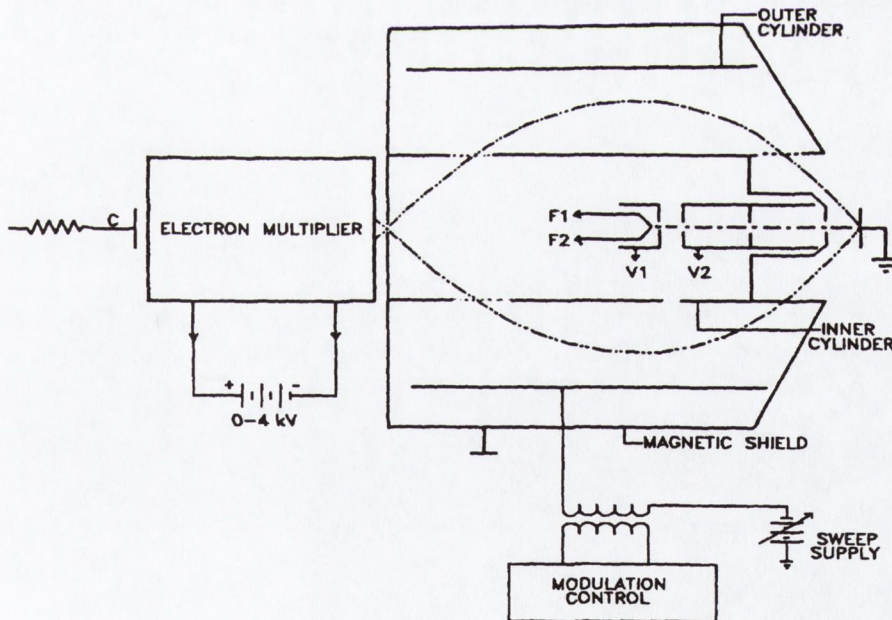 OUTER
CYLINDER
C
ELECTRON MULTIPLIER
F1
F2
V1
V2
INNER
CYLINDER
+
-
0-4 kV
MAGNETIC SHIELD
SWEEP
SUPPLY
MODULATION
CONTROL